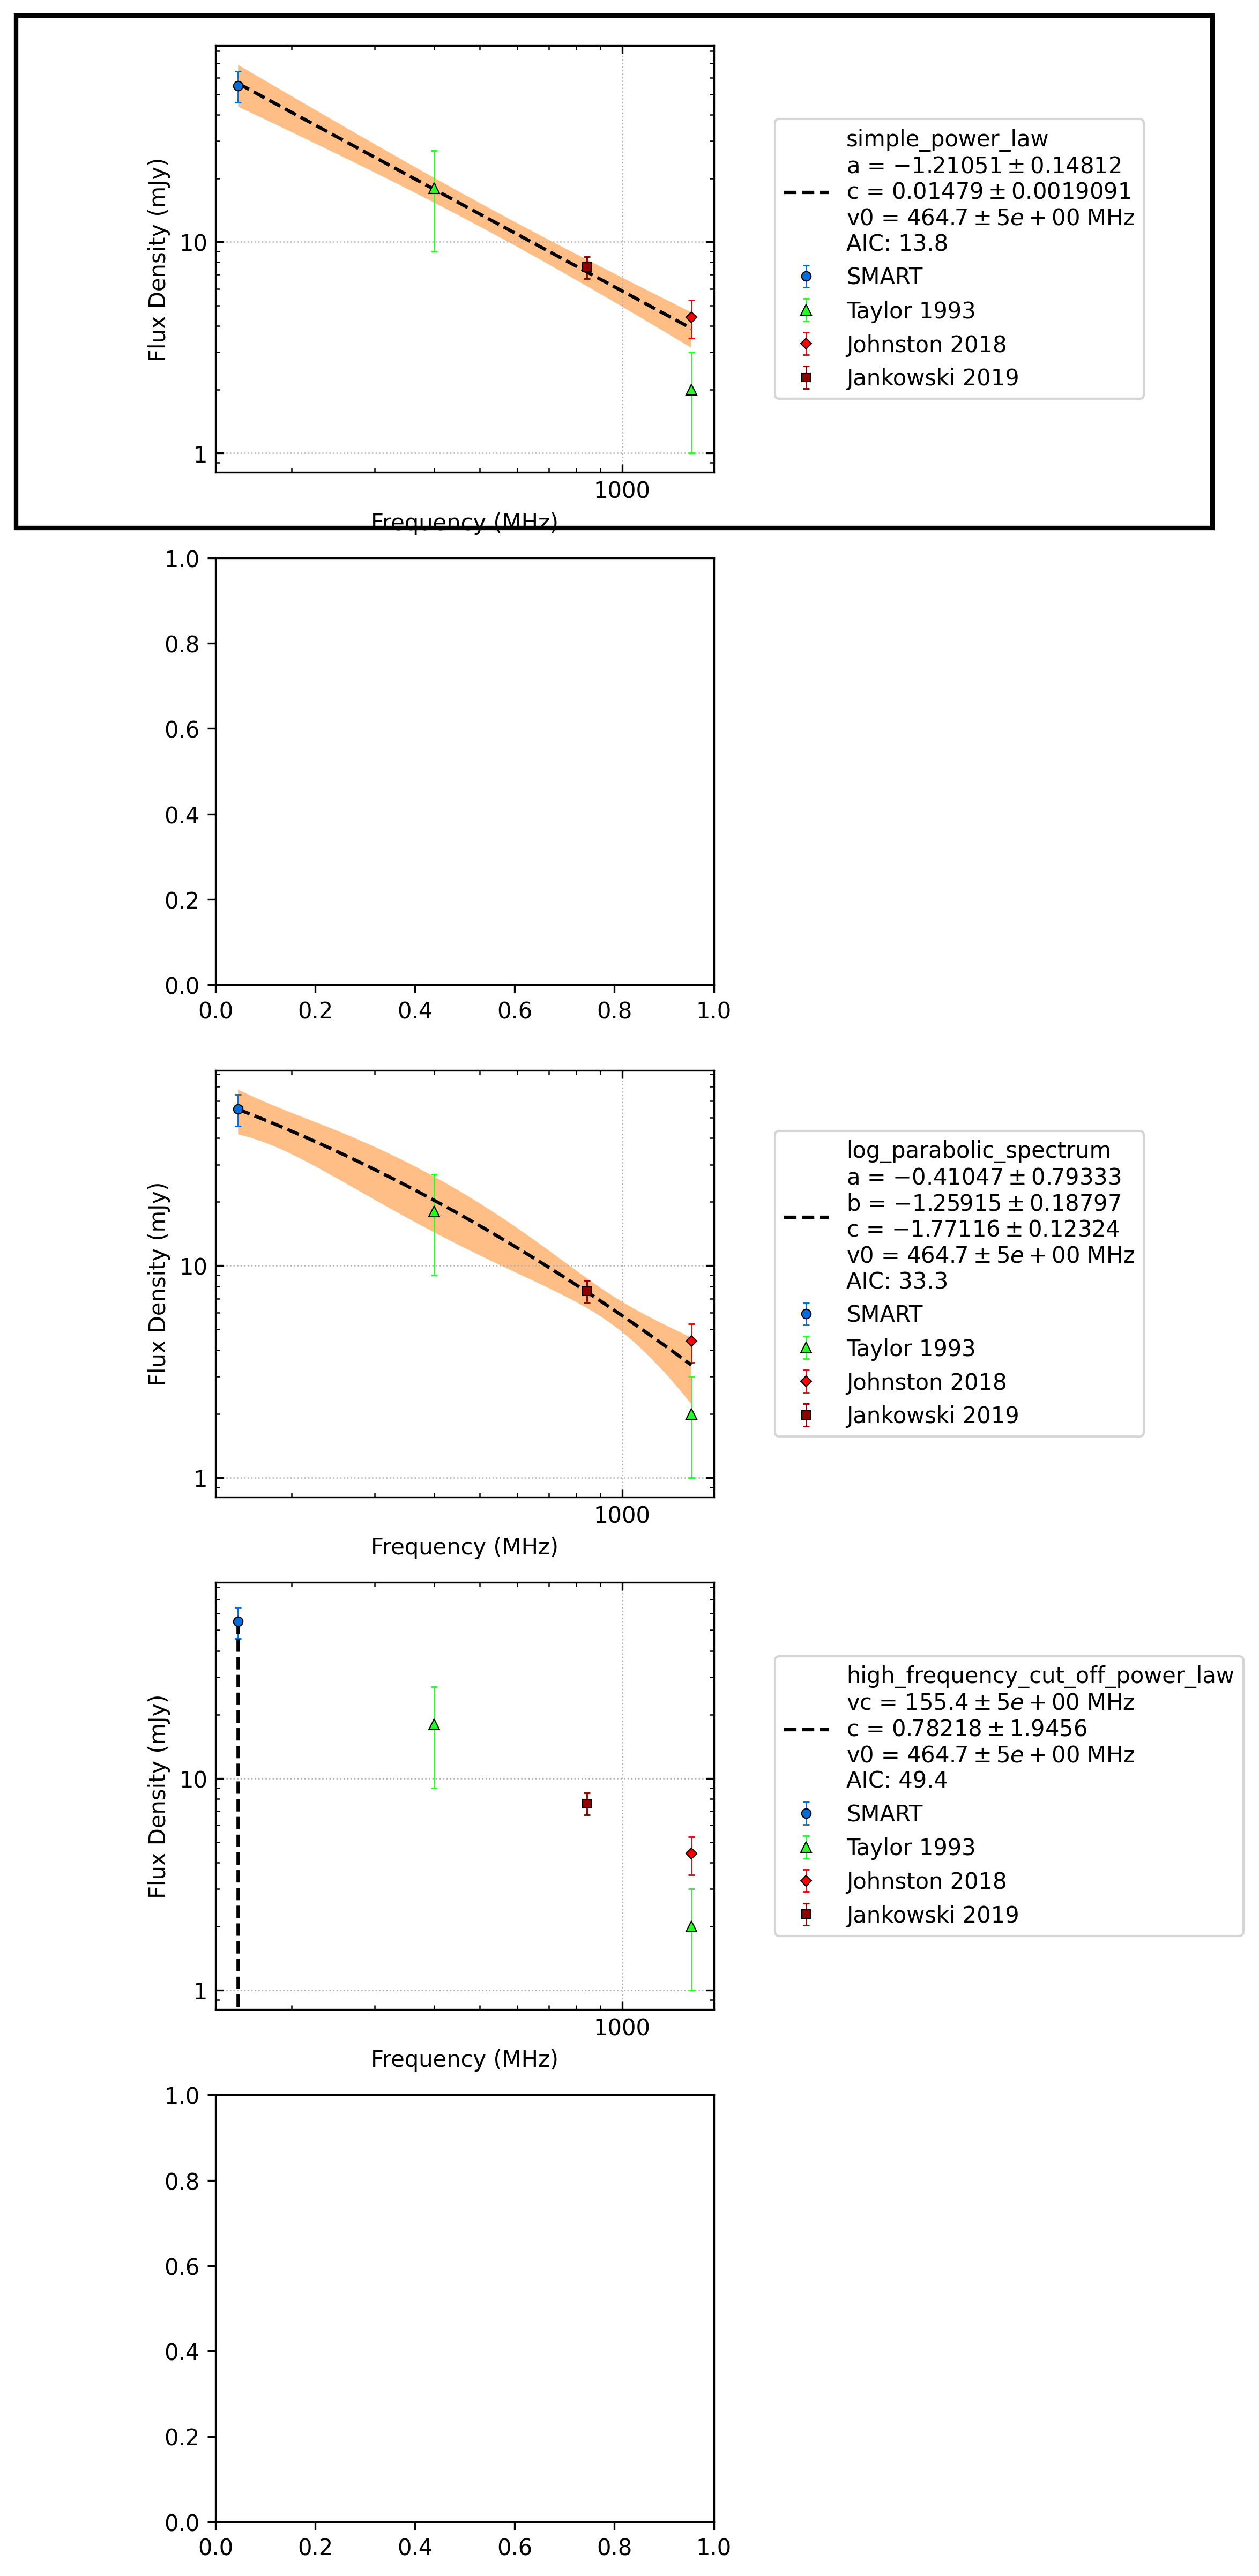 Flux Density (mJy)
10
1
1000
Frequency (MHz)
simple_power_law
a = −1.21051 ± 0.14812
c = 0.01479 ± 0.0019091
v0 = 464.7 ± 5e + 00 MHz
AIC: 13.8
SMART
Taylor 1993
Johnston 2018
Jankowski 2019
1.0
0.8
0.6
0.4
0.2
0.0
0.0 0.2 0.4 0.6 0.8 1.0
Flux Density (mJy)
10
1
1000
Frequency (MHz)
log_parabolic_spectrum
a = −0.41047 ± 0.79333
b = −1.25915 ± 0.18797
c = −1.77116 ± 0.12324
v0 = 464.7 ± 5e + 00 MHz
AIC: 33.3
SMART
Taylor 1993
Johnston 2018
Jankowski 2019
Flux Density (mJy)
10
1
1000
Frequency (MHz)
high_frequency_cut_off_power_law
vc = 155.4 ± 5e + 00 MHz
c = 0.78218 ± 1.9456
v0 = 464.7 ± 5e + 00 MHz
AIC: 49.4
SMART
Taylor 1993
Johnston 2018
Jankowski 2019
1.0
0.8
0.6
0.4
0.2
0.0
0.0 0.2 0.4 0.6 0.8 1.0